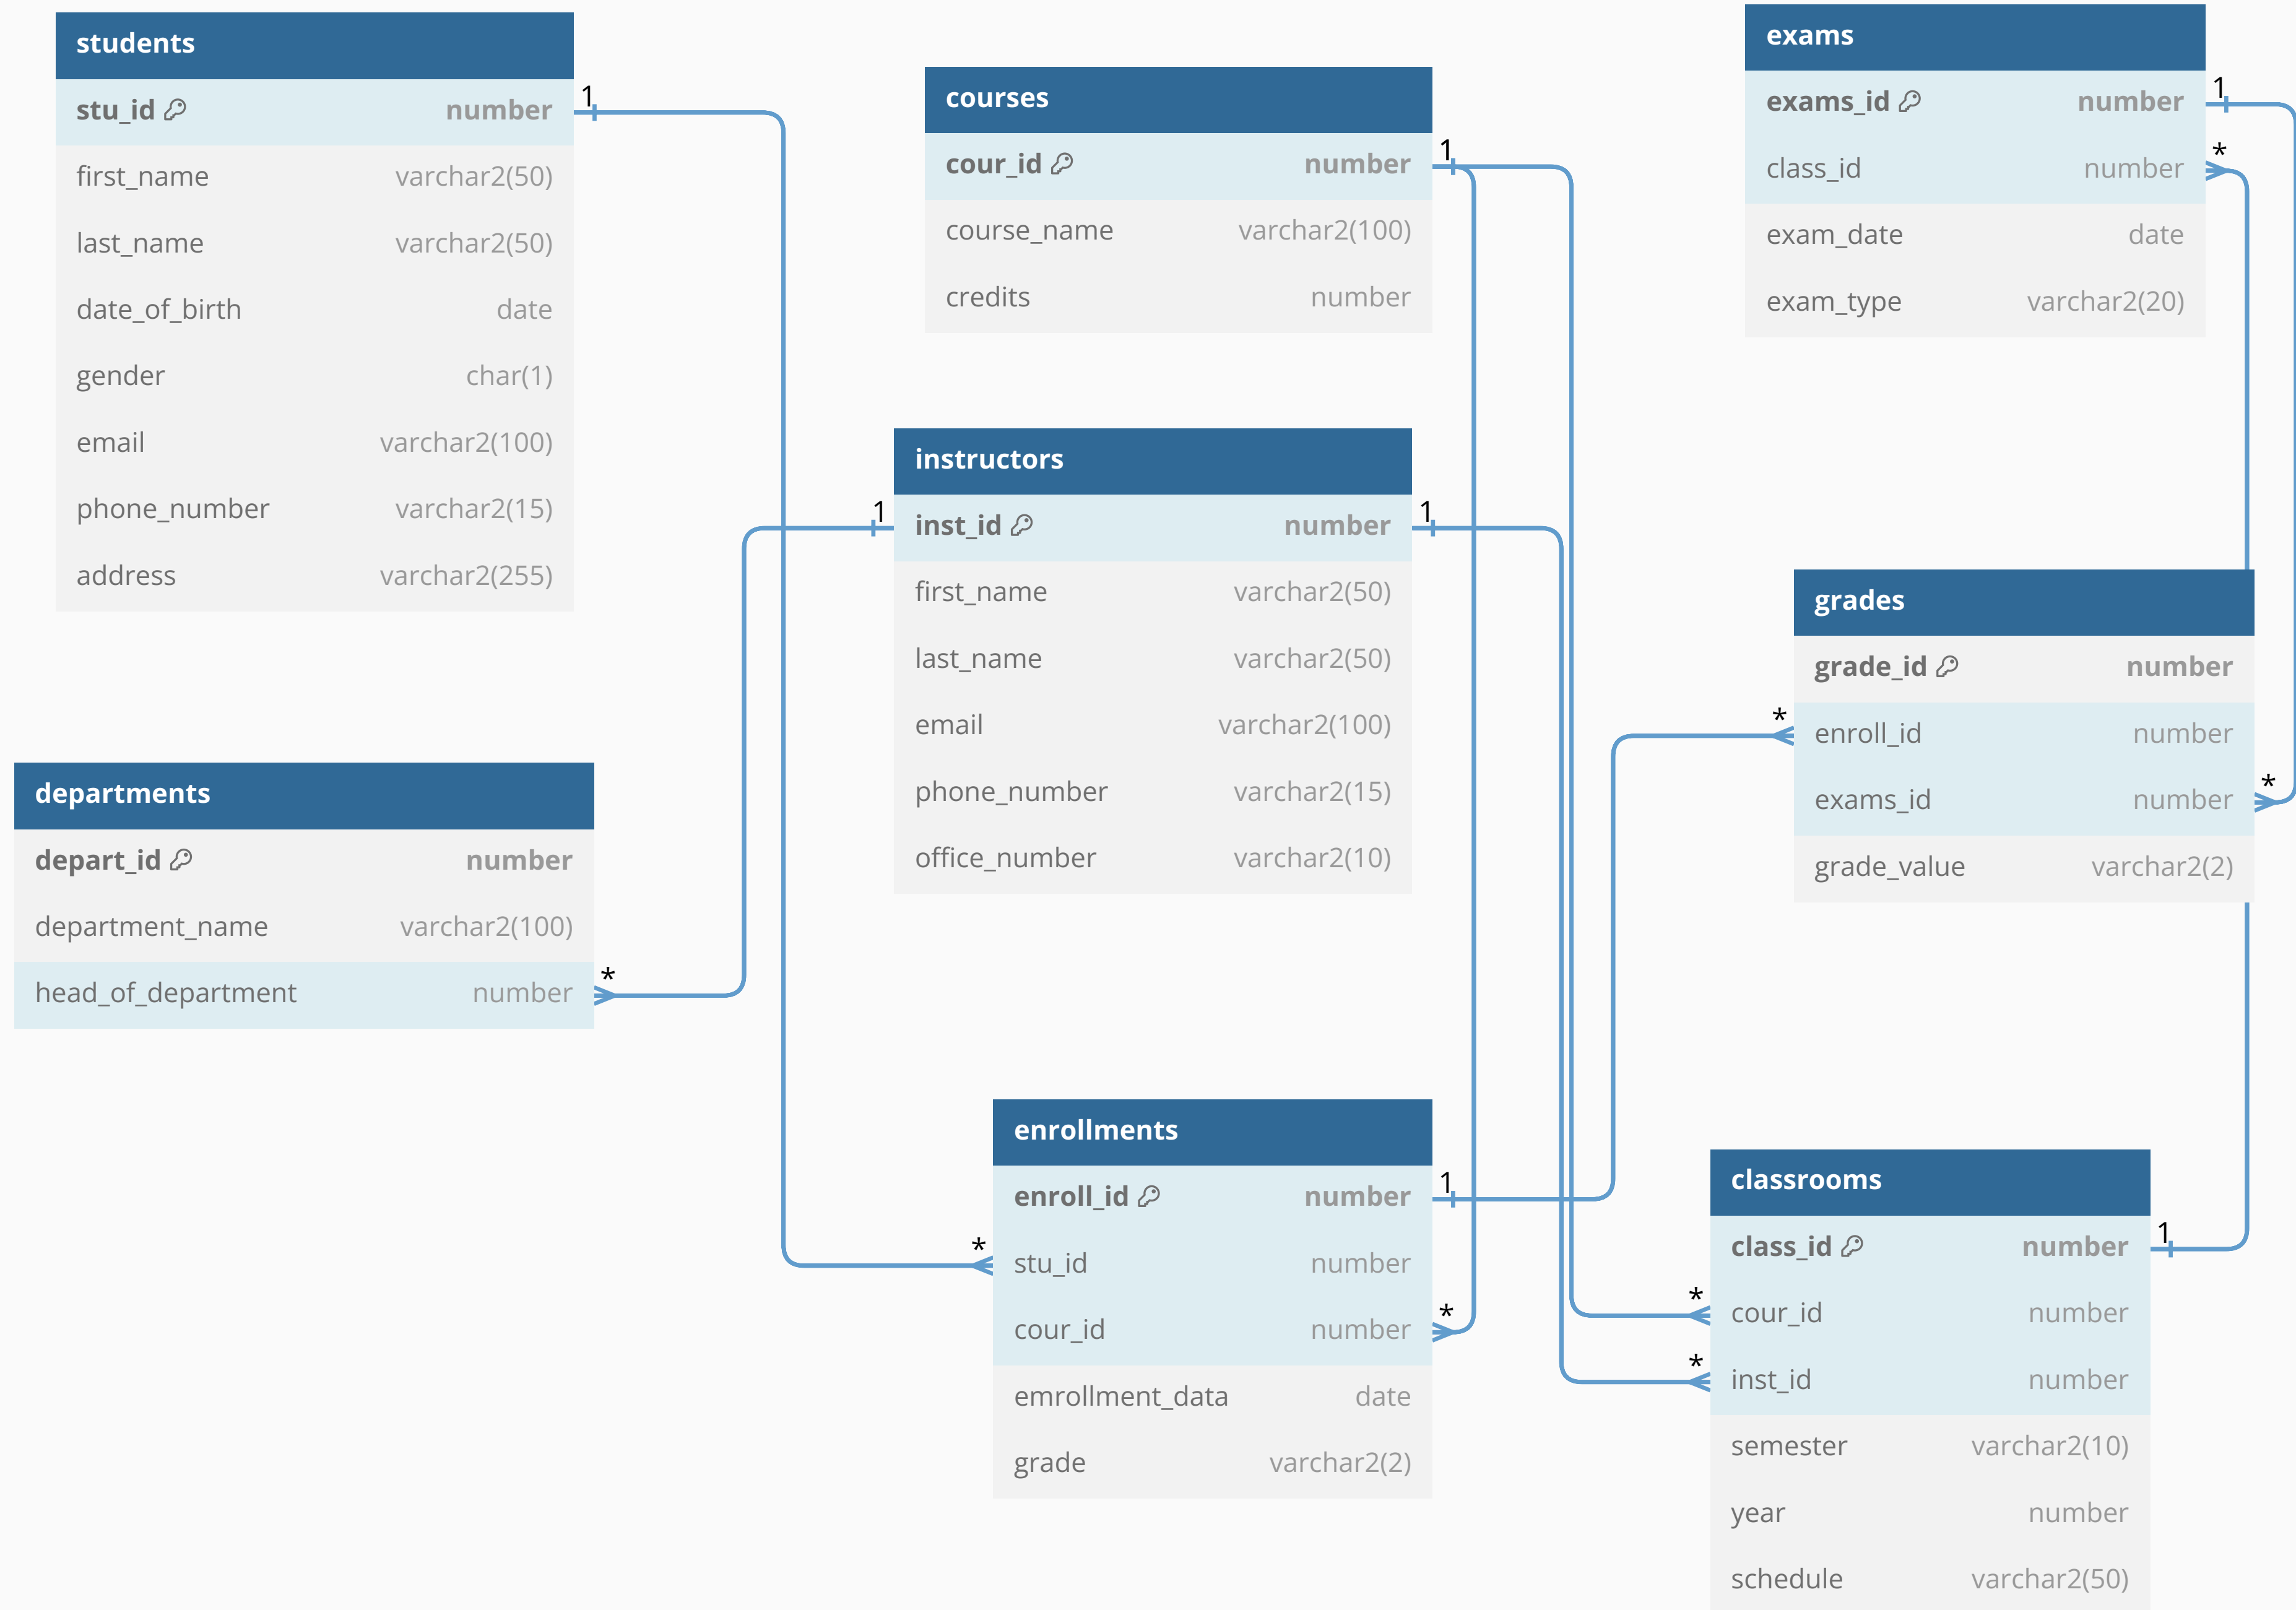 students
stu_id number
first_name varchar2(50)
last_name varchar2(50)
date_of_birth date
gender char(1)
email varchar2(100)
phone_number varchar2(15)
address varchar2(255)
1
courses
cour_id number
course_name varchar2(100)
credits number
1
exams
exams_id number
class_id number
exam_date date
exam_type varchar2(20)
1
*
instructors
inst_id number
first_name varchar2(50)
last_name varchar2(50)
email varchar2(100)
phone_number varchar2(15)
office_number varchar2(10)
1
1
grades
grade_id number
enroll_id number
exams_id number
grade_value varchar2(2)
*
*
departments
depart_id number
department_name varchar2(100)
head_of_department number
*
enrollments
enroll_id number
stu_id number
cour_id number
emrollment_data date
grade varchar2(2)
1
*
*
classrooms
class_id number
cour_id number
inst_id number
semester varchar2(10)
year number
schedule varchar2(50)
1
*
*